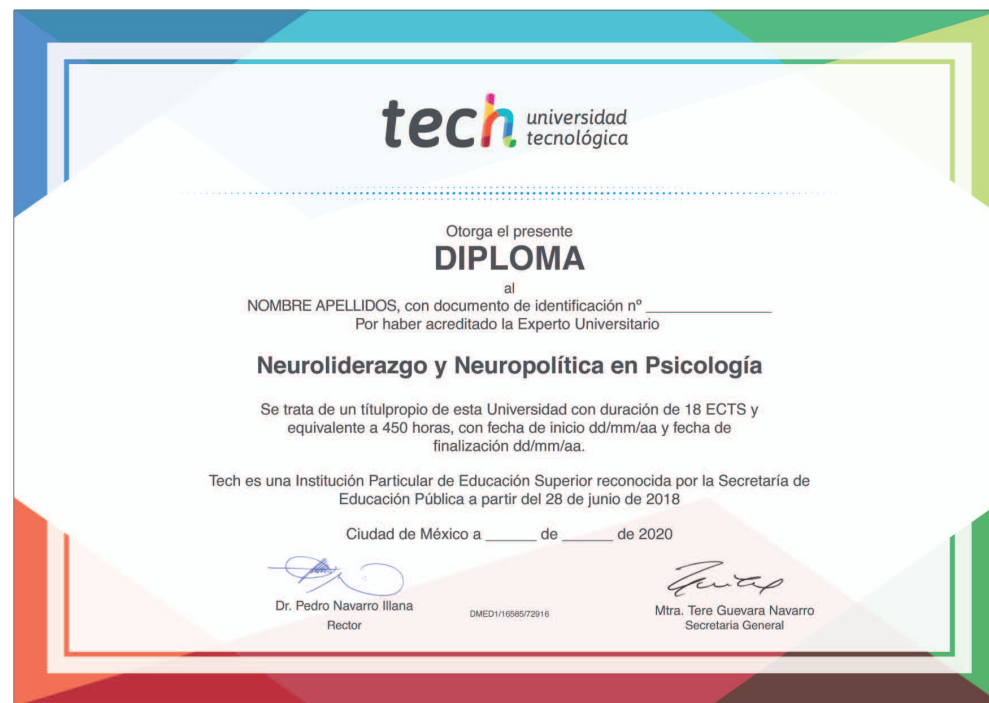 tech universidad
tecnológica
Otorga el presente
DIPLOMA
al
NOMBRE APELLIDOS, con documento de identificación nº ________________
Por haber acreditado la Experto Universitario
Neuroliderazgo y Neuropolítica en Psicología
Se trata de un títulpropio de esta Universidad con duración de 18 ECTS y
equivalente a 450 horas, con fecha de inicio dd/mm/aa y fecha de
finalización dd/mm/aa.
Tech es una Institución Particular de Educación Superior reconocida por la Secretaría de
Educación Pública a partir del 28 de junio de 2018
Ciudad de México a ______ de ______ de 2020
Dr. Pedro Navarro Illana
Rector
DMED1/16585/72916
Mtra. Tere Guevara Navarro
Secretaria General